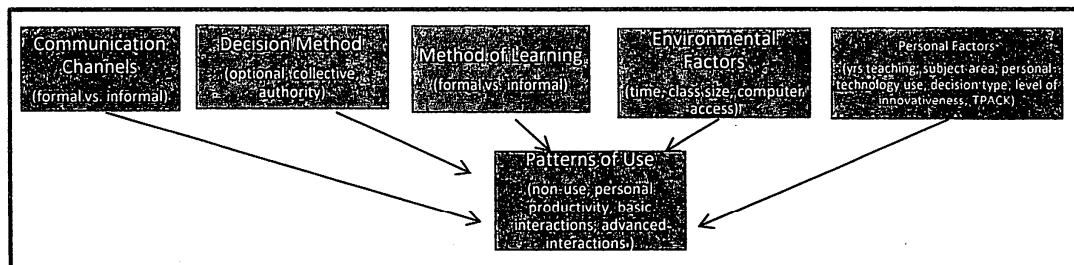 Communication
Channels
(formal vs. informal)
Decision Method
(optional, collective
authority)
Method of Learning
(formal vs. informal)
Environmental
Factors
(time, class size, computer
access)
Personal Factors
(yrs teaching, subject area, personal
technology use, decision type, level of
innovativeness, TPACK)
Patterns of Use
(non-use, personal
productivity, basic
interactions, advanced
interactions )